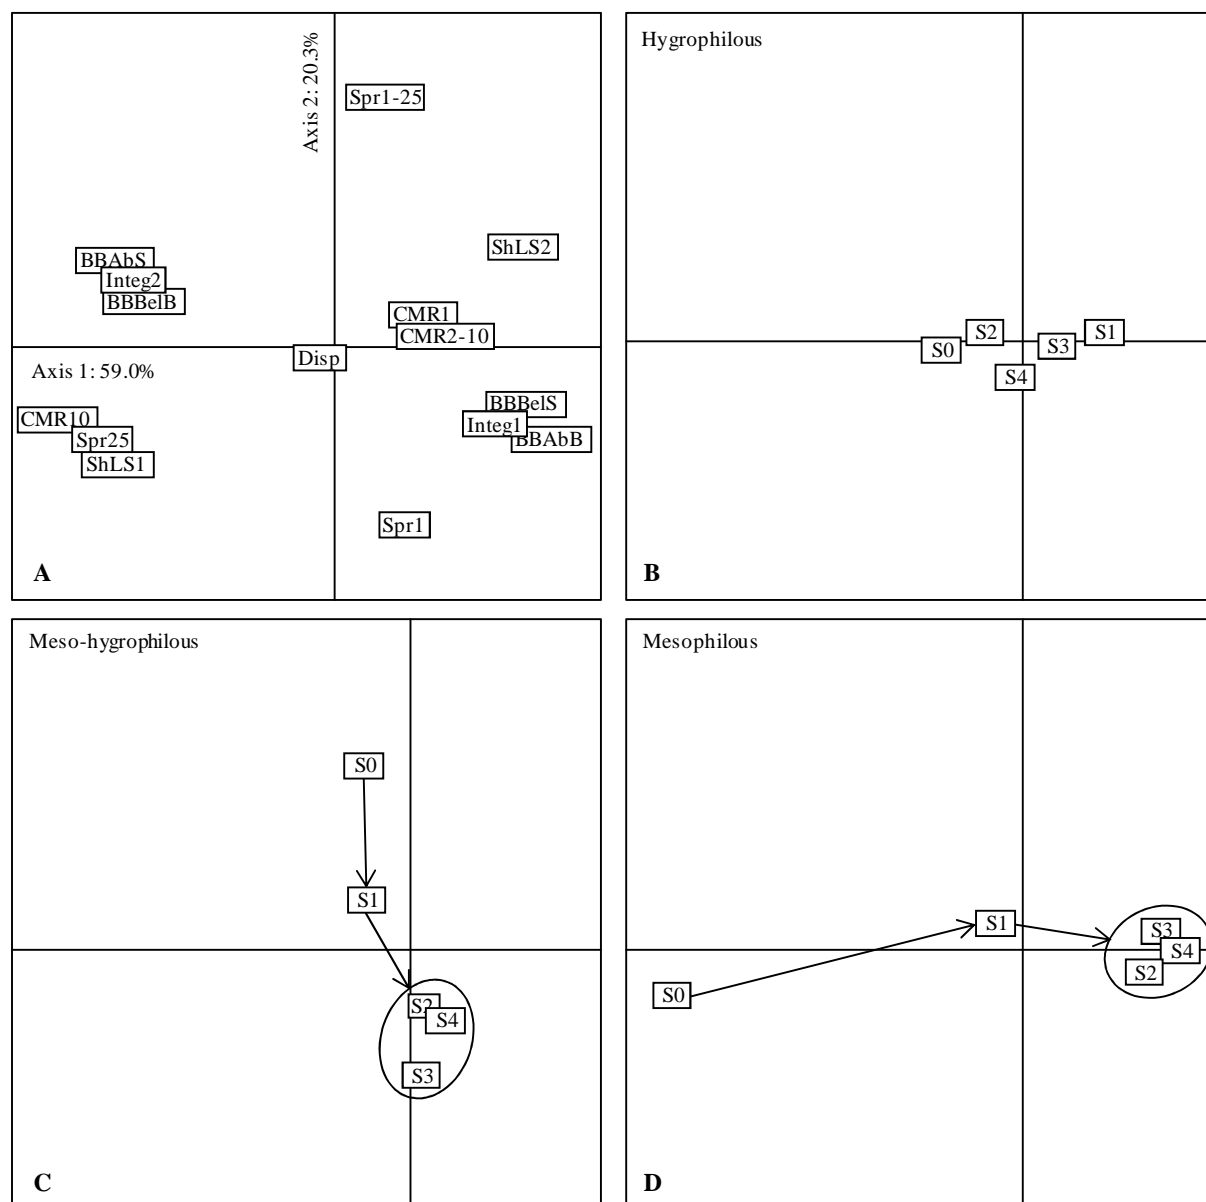 Axis 2: 20.3%
Spr1-25
ShLS2
BBAbS
Integ2
BBBelB
CMR1
CMR2-10
Disp
Axis 1: 59.0%
CMR10
Spr25
ShLS1
BBBelS
Integ1
BBAbB
Spr1
A
Hygrophilous
S2
S1
S0
S3
S4
B
Meso-hygrophilous
S0
S1
S2
S4
S3
C
Mesophilous
S1
S3
S4
S2
S0
D